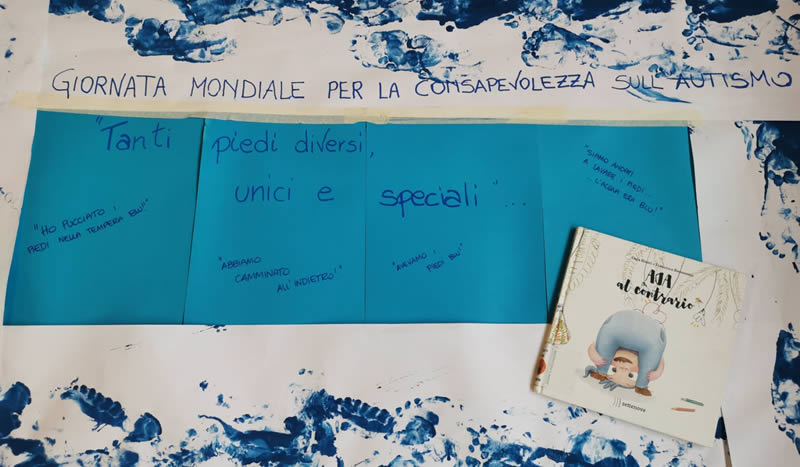 GIORNATA MONDIALE PER LA CONSAPEVOLEZZA SULL'AUTISMO
"Tanti piedi diversi,
unici e speciali"...
"HO PUCCIATO I
PIEDI NELLA TEMPERA BLU!"
"ABBIAMO
CAMMINATO
ALL'INDIETRO!"
"AVEVAMO I
PIEDI BLU!"
"SIAMO ANDATI
A LAVARE I PIEDI...
...L'ACQUA ERA BLU!"
al contrario
settenove